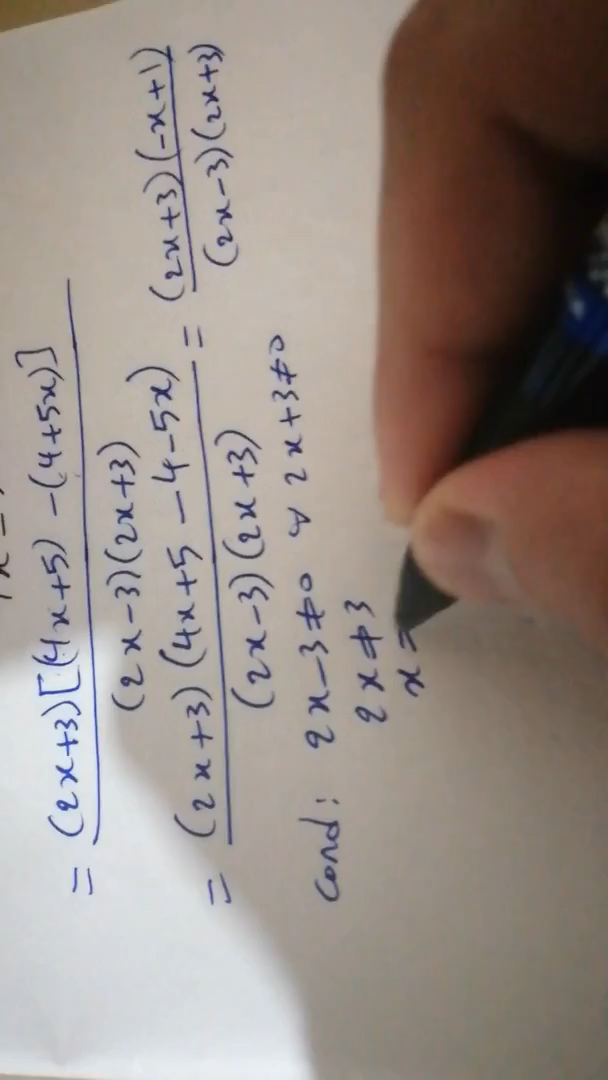 = (2x+3)[(4x+5) -(4+5x)] / (2x-3)(2x+3)
= (2x+3)(4x+5-4-5x) / (2x-3)(2x+3) = (2x+3)(-x+1) / (2x-3)(2x+3)
Cond: 2x-3≠0 ∨ 2x+3≠0
2x≠3
x=